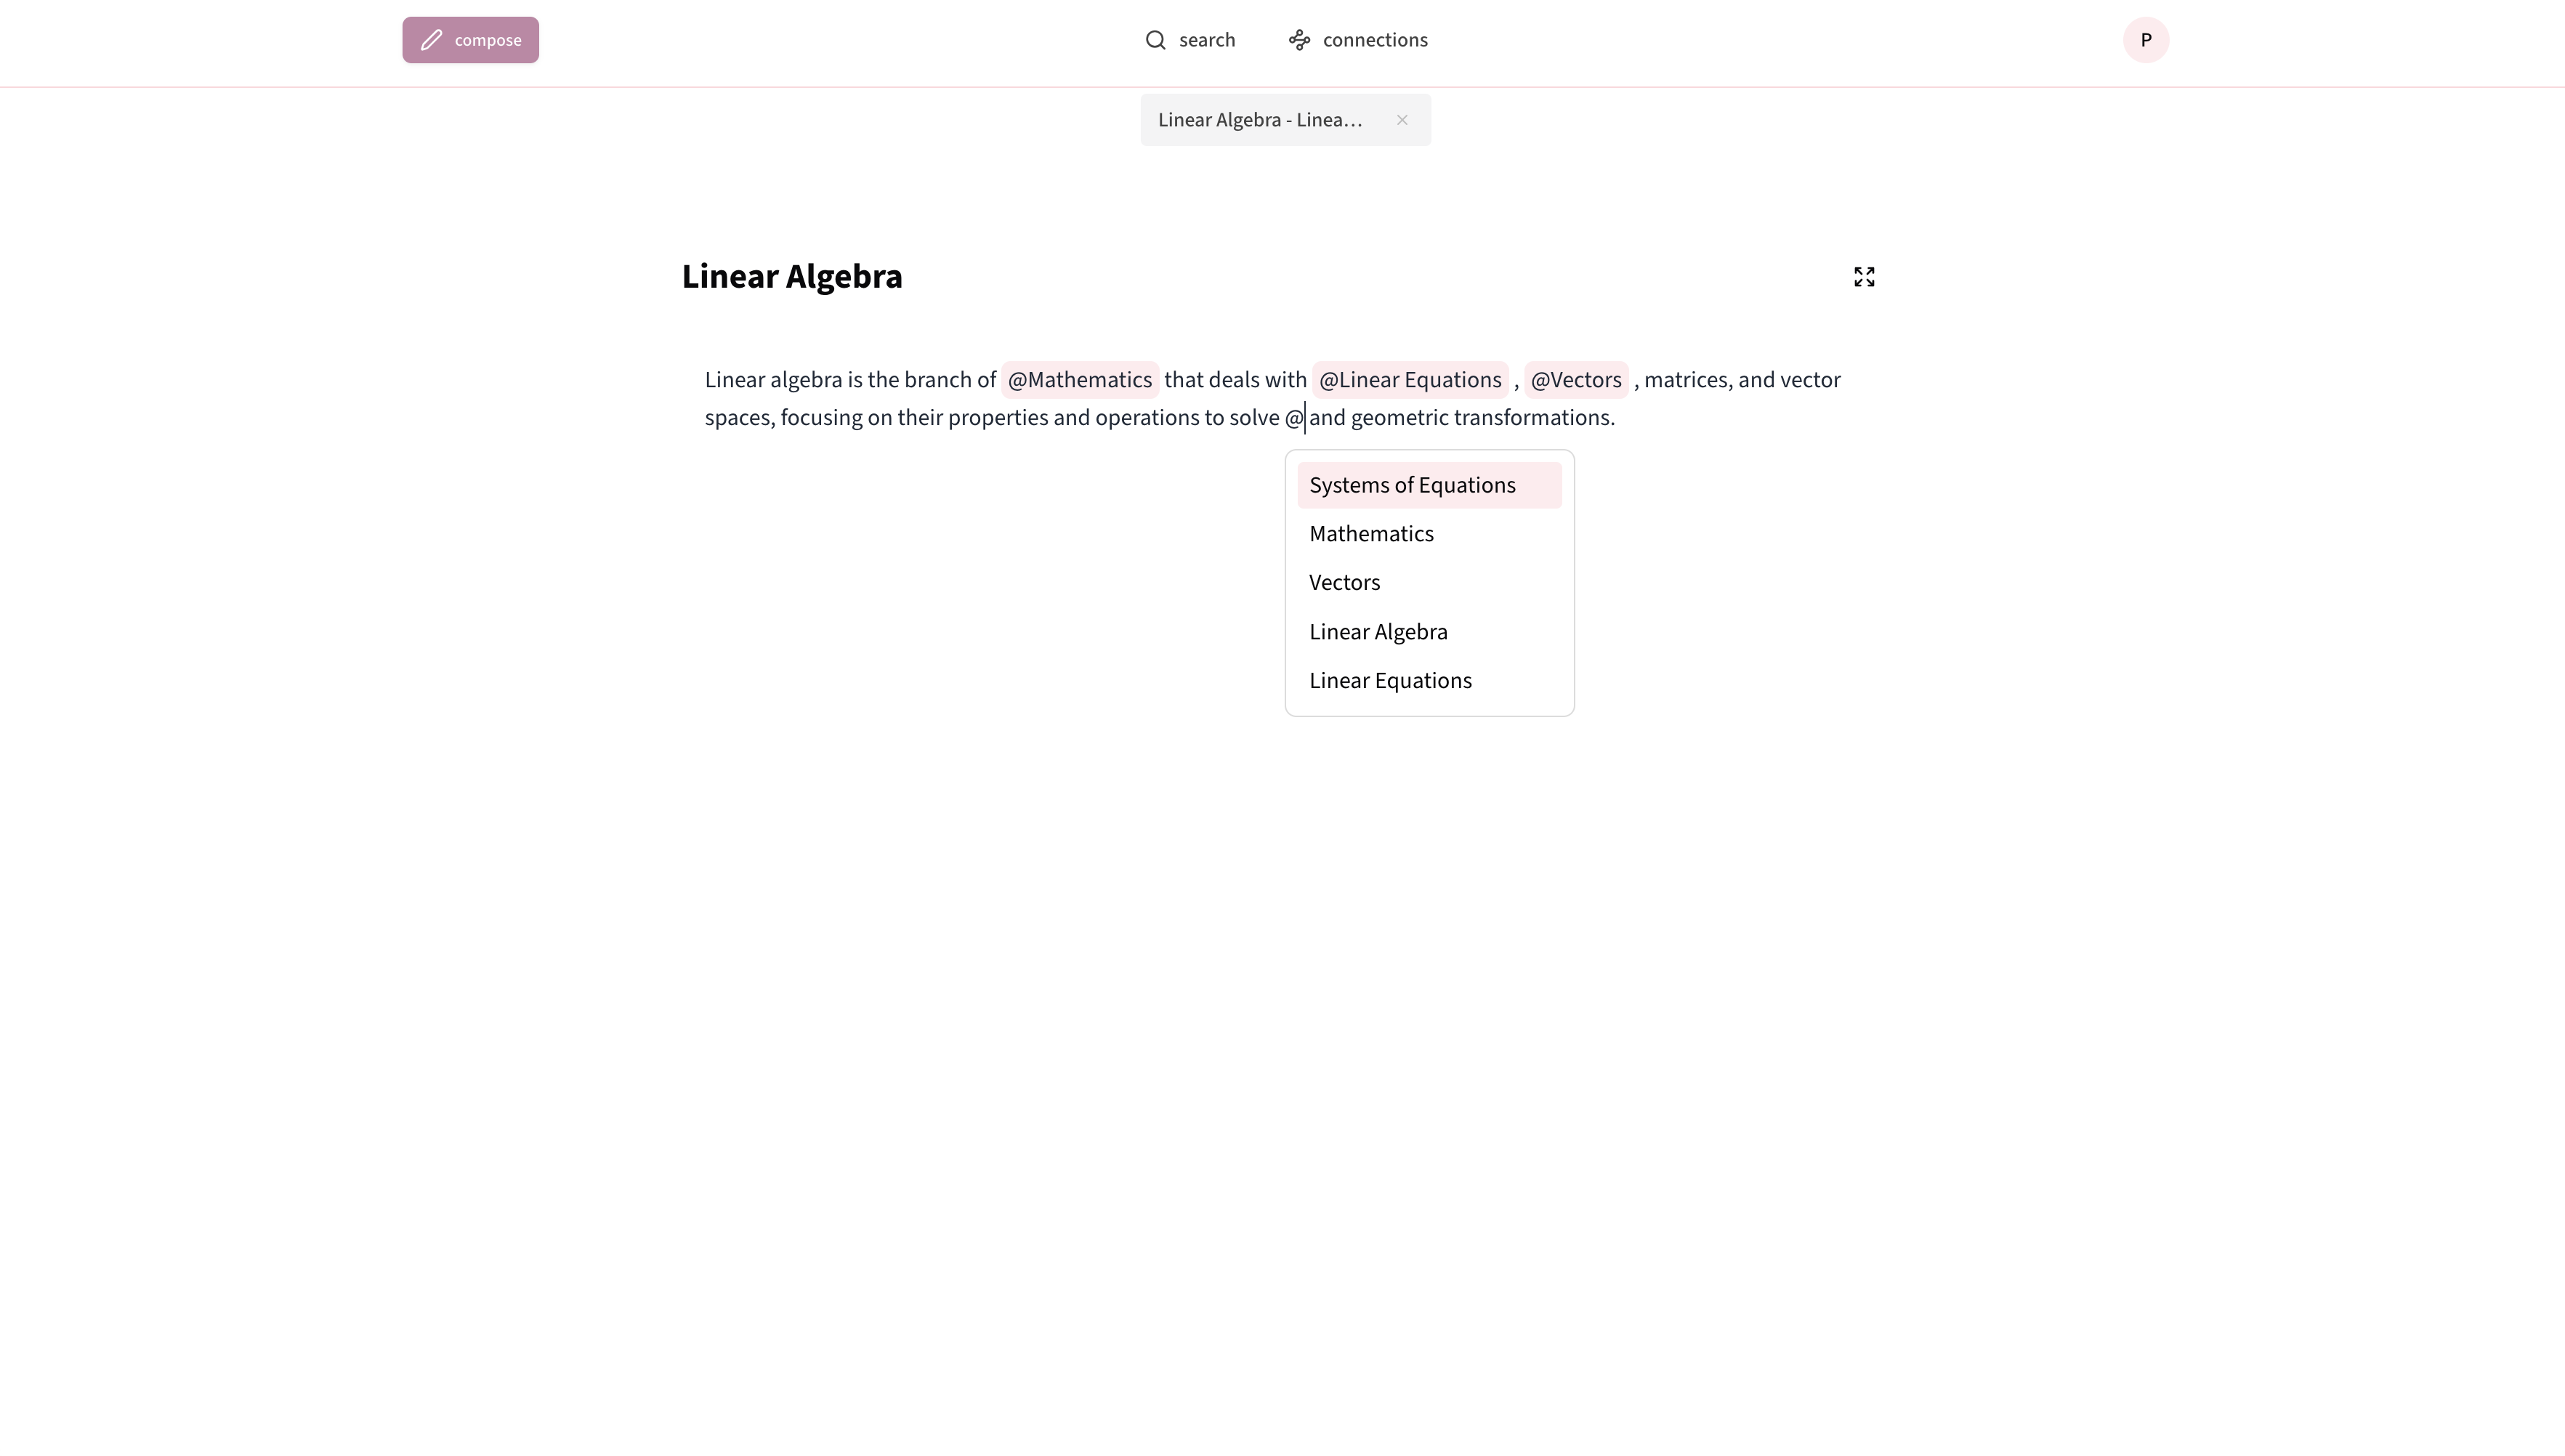 compose
search
connections
P
Linear Algebra - Linea...
Linear Algebra
Linear algebra is the branch of @Mathematics that deals with @Linear Equations , @Vectors , matrices, and vector
spaces, focusing on their properties and operations to solve @ and geometric transformations.
Systems of Equations
Mathematics
Vectors
Linear Algebra
Linear Equations